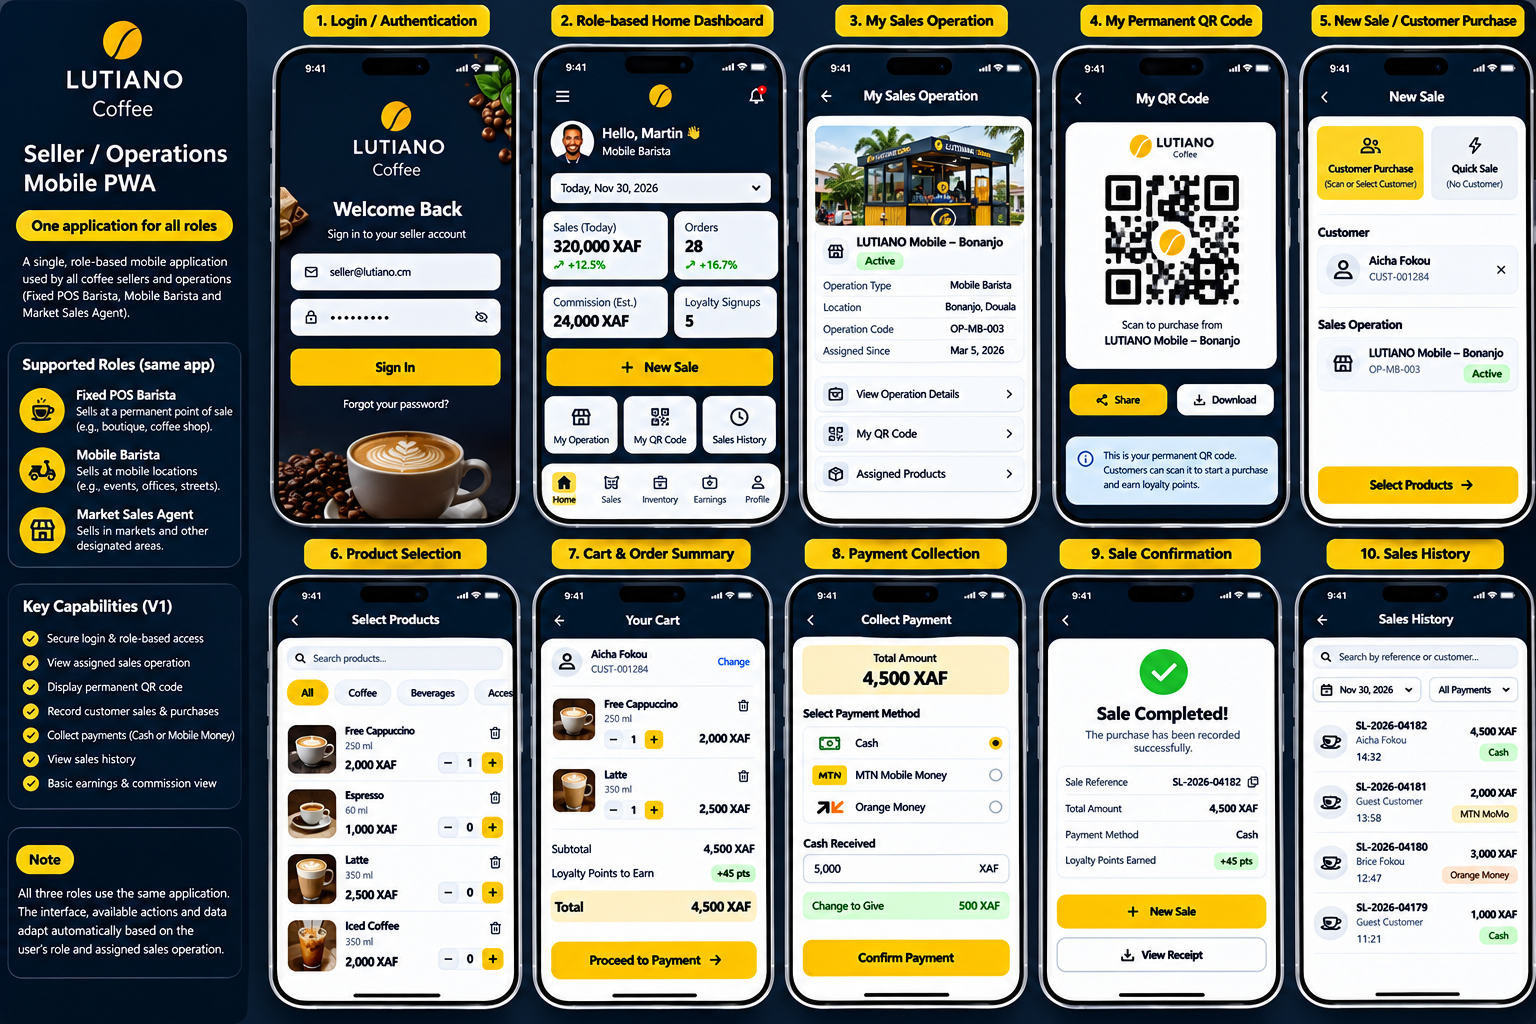 LUTIANO
Coffee
Seller / Operations
Mobile PWA
One application for all roles
A single, role-based mobile application
used by all coffee sellers and operations
(Fixed POS Barista, Mobile Barista and
Market Sales Agent).
Supported Roles (same app)
Fixed POS Barista
Sells at a permanent point of sale
(e.g., boutique, coffee shop).
Mobile Barista
Sells at mobile locations
(e.g., events, offices, streets).
Market Sales Agent
Sells in markets and other
designated areas.
Key Capabilities (V1)
Secure login & role-based access
View assigned sales operation
Display permanent QR code
Record customer sales & purchases
Collect payments (Cash or Mobile Money)
View sales history
Basic earnings & commission view
Note
All three roles use the same application.
The interface, available actions and data
adapt automatically based on the
user's role and assigned sales operation.
1. Login / Authentication
9:41
LUTIANO
Coffee
Welcome Back
Sign in to your seller account
seller@lutiano.cm
•••••••••
Sign In
Forgot your password?
2. Role-based Home Dashboard
9:41
Hello, Martin 👋
Mobile Barista
Today, Nov 30, 2026
Sales (Today)
320,000 XAF
+12.5%
Orders
28
+16.7%
Commission (Est.)
24,000 XAF
Loyalty Signups
5
+ New Sale
My Operation
My QR Code
Sales History
Home
Sales
Inventory
Earnings
Profile
3. My Sales Operation
9:41
My Sales Operation
LUTIANO Mobile – Bonanjo
Active
Operation Type Mobile Barista
Location Bonanjo, Douala
Operation Code OP-MB-003
Assigned Since Mar 5, 2026
View Operation Details
My QR Code
Assigned Products
4. My Permanent QR Code
9:41
My QR Code
LUTIANO
Coffee
Scan to purchase from
LUTIANO Mobile – Bonanjo
Share
Download
This is your permanent QR code.
Customers can scan it to start a purchase
and earn loyalty points.
5. New Sale / Customer Purchase
9:41
New Sale
Customer Purchase
(Scan or Select Customer)
Quick Sale
(No Customer)
Customer
Aicha Fokou
CUST-001284
Sales Operation
LUTIANO Mobile – Bonanjo
OP-MB-003
Active
Select Products →
6. Product Selection
9:41
Select Products
Search products...
All
Coffee
Beverages
Acces
Free Cappuccino
250 ml
2,000 XAF
− 1 +
Espresso
60 ml
1,000 XAF
− 0 +
Latte
350 ml
2,500 XAF
− 0 +
Iced Coffee
350 ml
2,000 XAF
− 0 +
7. Cart & Order Summary
9:41
Your Cart
Aicha Fokou
CUST-001284
Change
Free Cappuccino
250 ml
− 1 + 2,000 XAF
Latte
350 ml
− 1 + 2,500 XAF
Subtotal 4,500 XAF
Loyalty Points to Earn +45 pts
Total 4,500 XAF
Proceed to Payment →
8. Payment Collection
9:41
Collect Payment
Total Amount
4,500 XAF
Select Payment Method
Cash
MTN MTN Mobile Money
Orange Money
Cash Received
5,000 XAF
Change to Give 500 XAF
Confirm Payment
9. Sale Confirmation
9:41
Sale Completed!
The purchase has been recorded
successfully.
Sale Reference SL-2026-04182
Total Amount 4,500 XAF
Payment Method Cash
Loyalty Points Earned +45 pts
+ New Sale
View Receipt
10. Sales History
9:41
Sales History
Search by reference or customer...
Nov 30, 2026
All Payments
SL-2026-04182
Aicha Fokou
14:32
4,500 XAF
Cash
SL-2026-04181
Guest Customer
13:58
2,000 XAF
MTN MoMo
SL-2026-04180
Brice Fokou
12:47
3,000 XAF
Orange Money
SL-2026-04179
Guest Customer
11:21
1,000 XAF
Cash